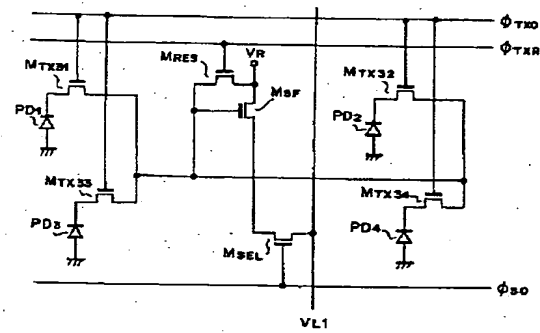 ΦTXO
ΦTXR
MRES
VR
MTX31
MSF
MTX32
PD1
PD2
MTX33
MTX34
PD3
PD4
MSEL
ΦSO
VL1